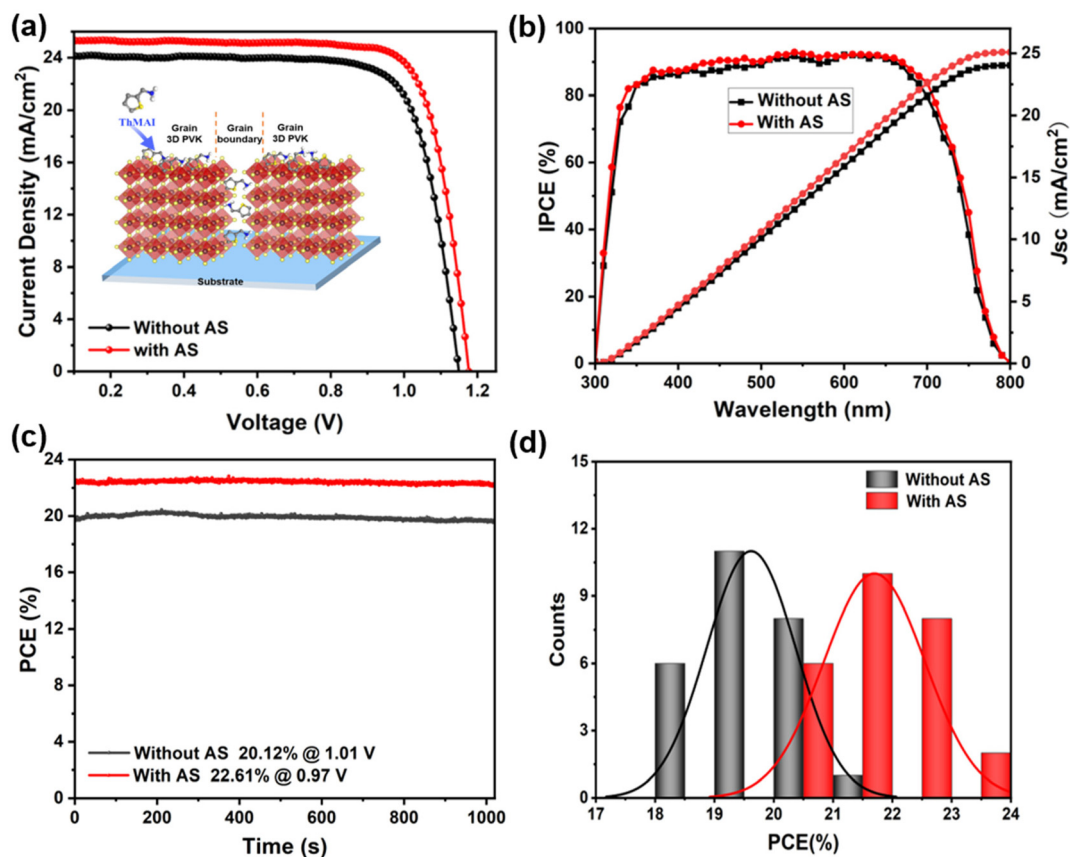 (a)
Current Density (mA/cm²)
24
24
20
16
12
8
4
0
ThMAI
Grain
3D PVK
Grain
boundary
Grain
3D PVK
Substrate
Without AS
with AS
0.2 0.4 0.6 0.8 1.0 1.2
Voltage (V)
(b)
IPCE (%)
100
80
60
40
20
0
Without AS
With AS
25
20
15
10
5
0
Jsc (mA/cm²)
300 400 500 600 700 800
Wavelength (nm)
(c)
PCE (%)
24
20
16
12
8
4
0
Without AS 20.12% @ 1.01 V
With AS 22.61% @ 0.97 V
0 200 400 600 800 1000
Time (s)
(d)
Counts
15
12
9
6
3
0
Without AS
With AS
17 18 19 20 21 22 23 24
PCE(%)